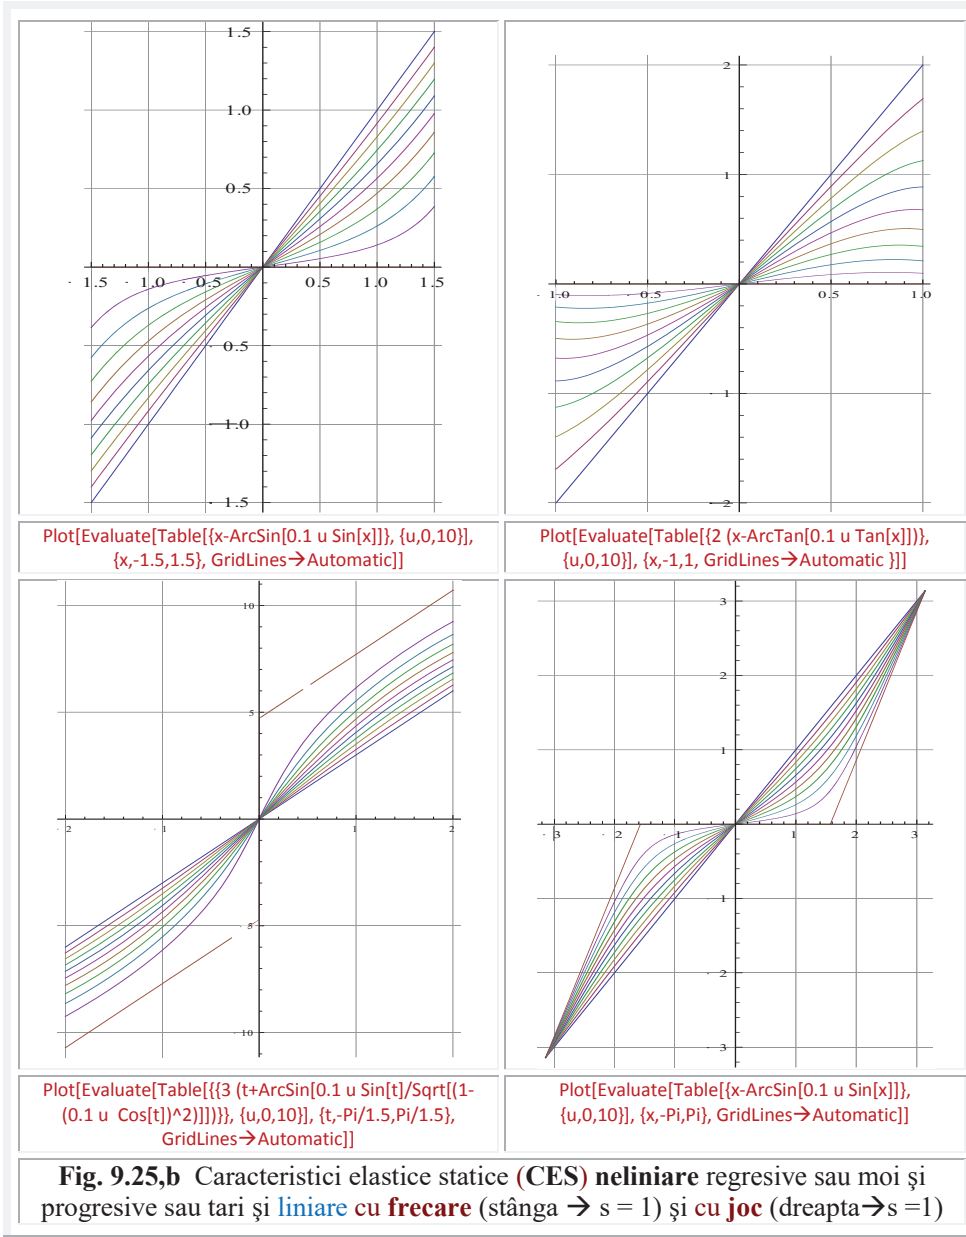 1.5
1.0
0.5
- 1.5 - 1.0 - 0.5 0.5 1.0 1.5
- 0.5
- 1.0
- 1.5
2
1
- 1.0 - 0.5 0.5 1.0
- 1
- 2
Plot[Evaluate[Table[{x-ArcSin[0.1 u Sin[x]]}, {u,0,10}],
{x,-1.5,1.5}, GridLines→Automatic]]
Plot[Evaluate[Table[{2 (x-ArcTan[0.1 u Tan[x]])},
{u,0,10}], {x,-1,1, GridLines→Automatic }]]
10
5
- 2 - 1 1 2
- 5
- 10
3
2
1
- 3 - 2 - 1 1 2 3
- 1
- 2
- 3
Plot[Evaluate[Table[{{3 (t+ArcSin[0.1 u Sin[t]/Sqrt[(1-
(0.1 u Cos[t])^2)]])}}, {u,0,10}], {t,-Pi/1.5,Pi/1.5},
GridLines→Automatic]]
Plot[Evaluate[Table[{x-ArcSin[0.1 u Sin[x]]},
{u,0,10}], {x,-Pi,Pi}, GridLines→Automatic]]
Fig. 9.25,b Caracteristici elastice statice (CES) neliniare regresive sau moi şi
progresive sau tari şi liniare cu frecare (stânga → s = 1) şi cu joc (dreapta→s =1)